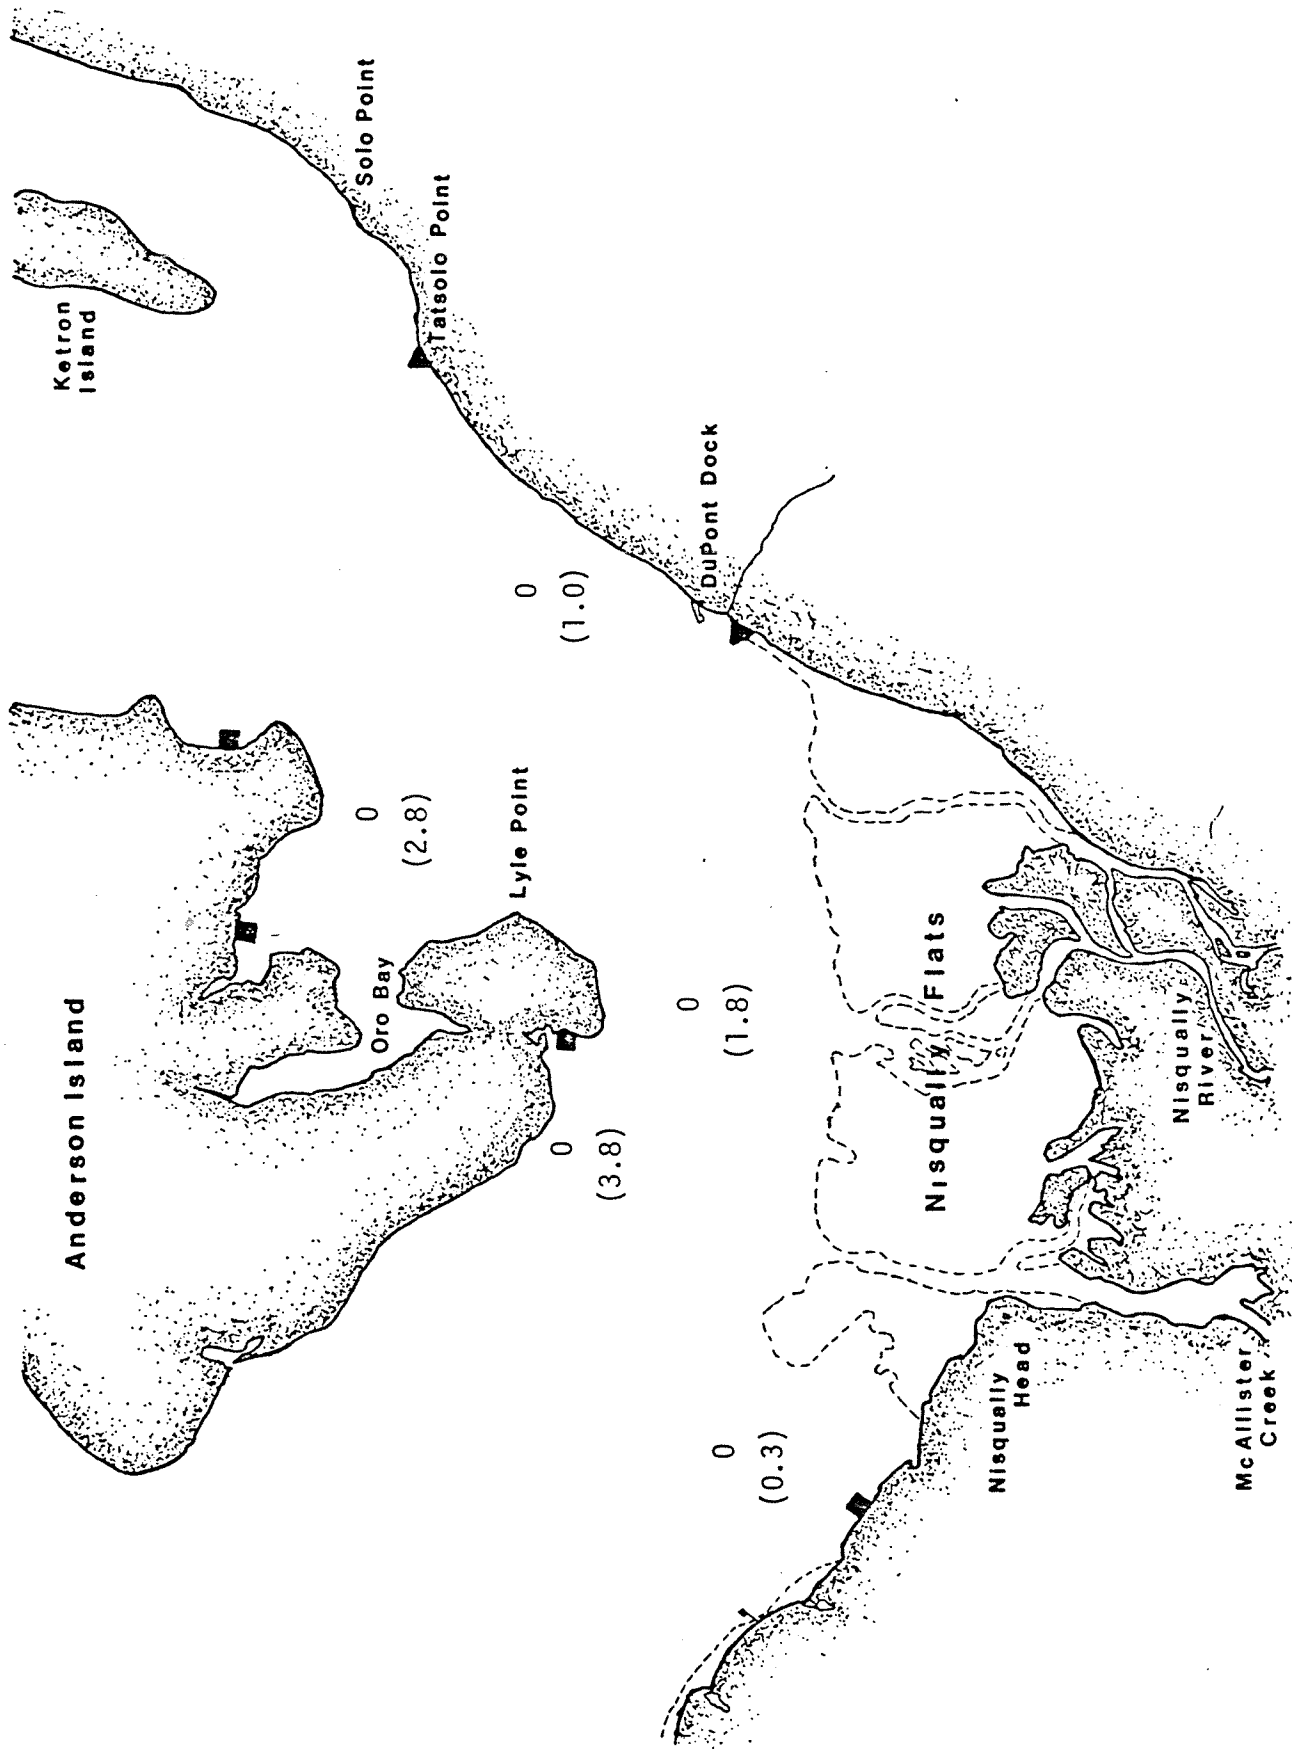 Ketron
Island
Solo Point
Tatsolo Point
DuPont Dock
0
(1.0)
0
(2.8)
Lyle Point
Oro Bay
Anderson Island
0
(3.8)
0
(1.8)
Nisqually Flats
Nisqually
River
0
(0.3)
Nisqually
Head
McAllister
Creek